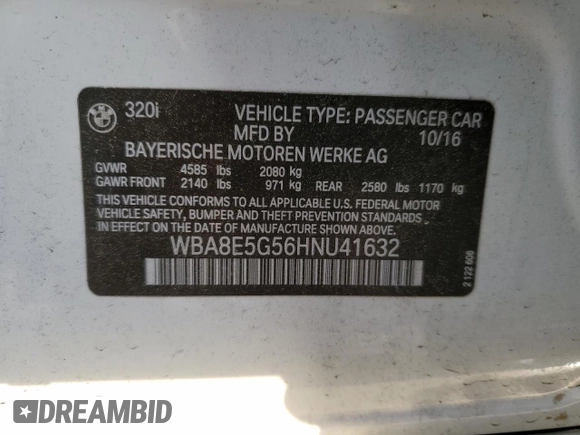 320i VEHICLE TYPE: PASSENGER CAR
MFD BY 10/16
BAYERISCHE MOTOREN WERKE AG
GVWR 4585 lbs 2080 kg
GAWR FRONT 2140 lbs 971 kg REAR 2580 lbs 1170 kg
THIS VEHICLE CONFORMS TO ALL APPLICABLE U.S. FEDERAL MOTOR
VEHICLE SAFETY, BUMPER AND THEFT PREVENTION STANDARDS
IN EFFECT ON THE DATE OF MANUFACTURE SHOWN ABOVE.
WBA8E5G56HNU41632
2 122 606
DREAMBID